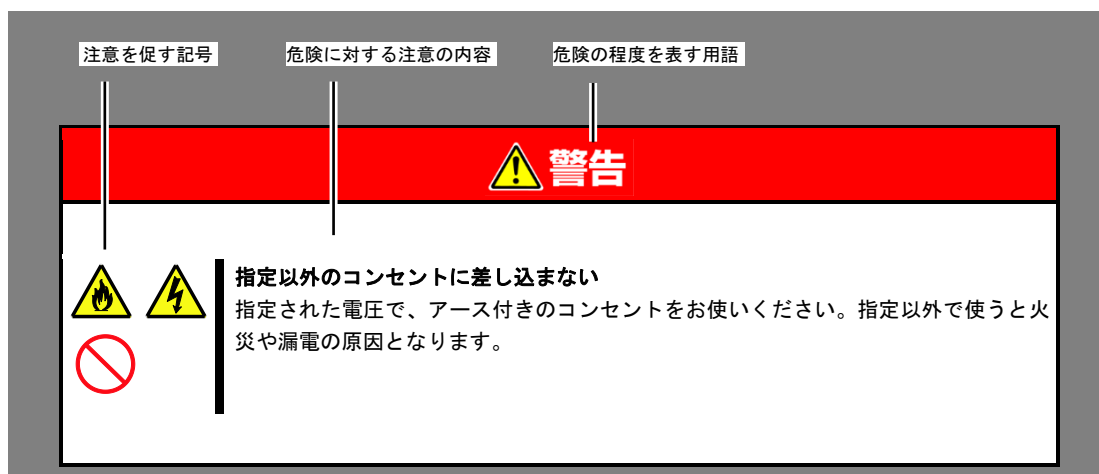 注意を促す記号
危険に対する注意の内容
危険の程度を表す用語
警告
指定以外のコンセントに差し込まない
指定された電圧で、アース付きのコンセントをお使いください。指定以外で使うと火
災や漏電の原因となります。